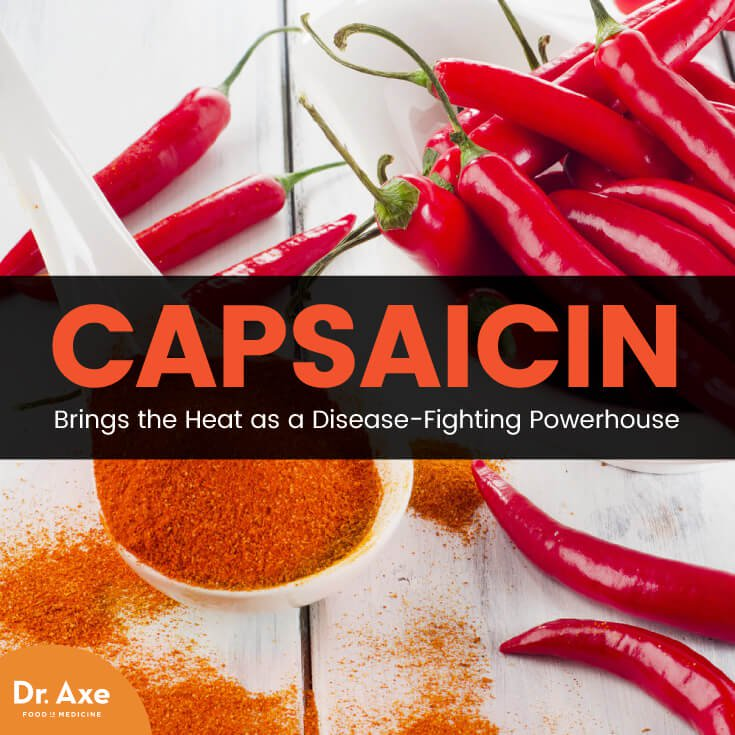 CAPSAICIN
Brings the Heat as a Disease-Fighting Powerhouse
Dr. Axe
FOOD IS MEDICINE